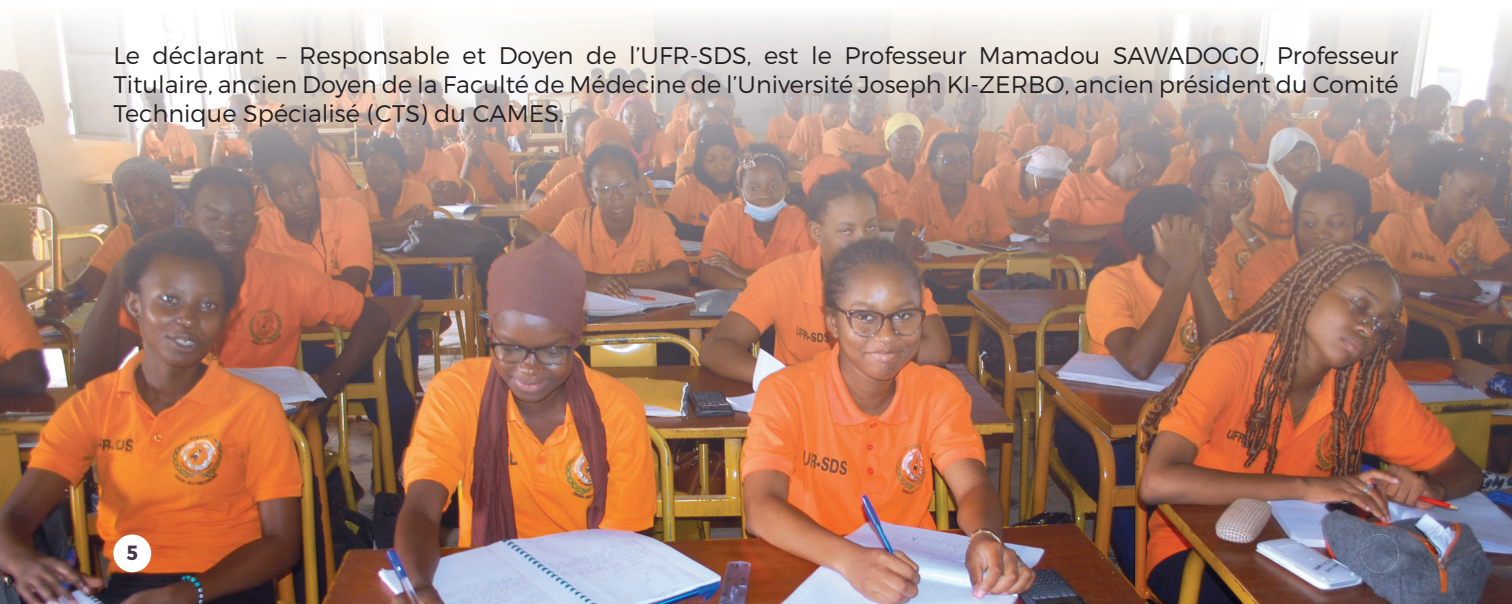 Le déclarant – Responsable et Doyen de l’UFR-SDS, est le Professeur Mamadou SAWADOGO, Professeur
Titulaire, ancien Doyen de la Faculté de Médecine de l’Université Joseph KI-ZERBO, ancien président du Comité
Technique Spécialisé (CTS) du CAMES.
UFR-SDS
UFR-SDS
5